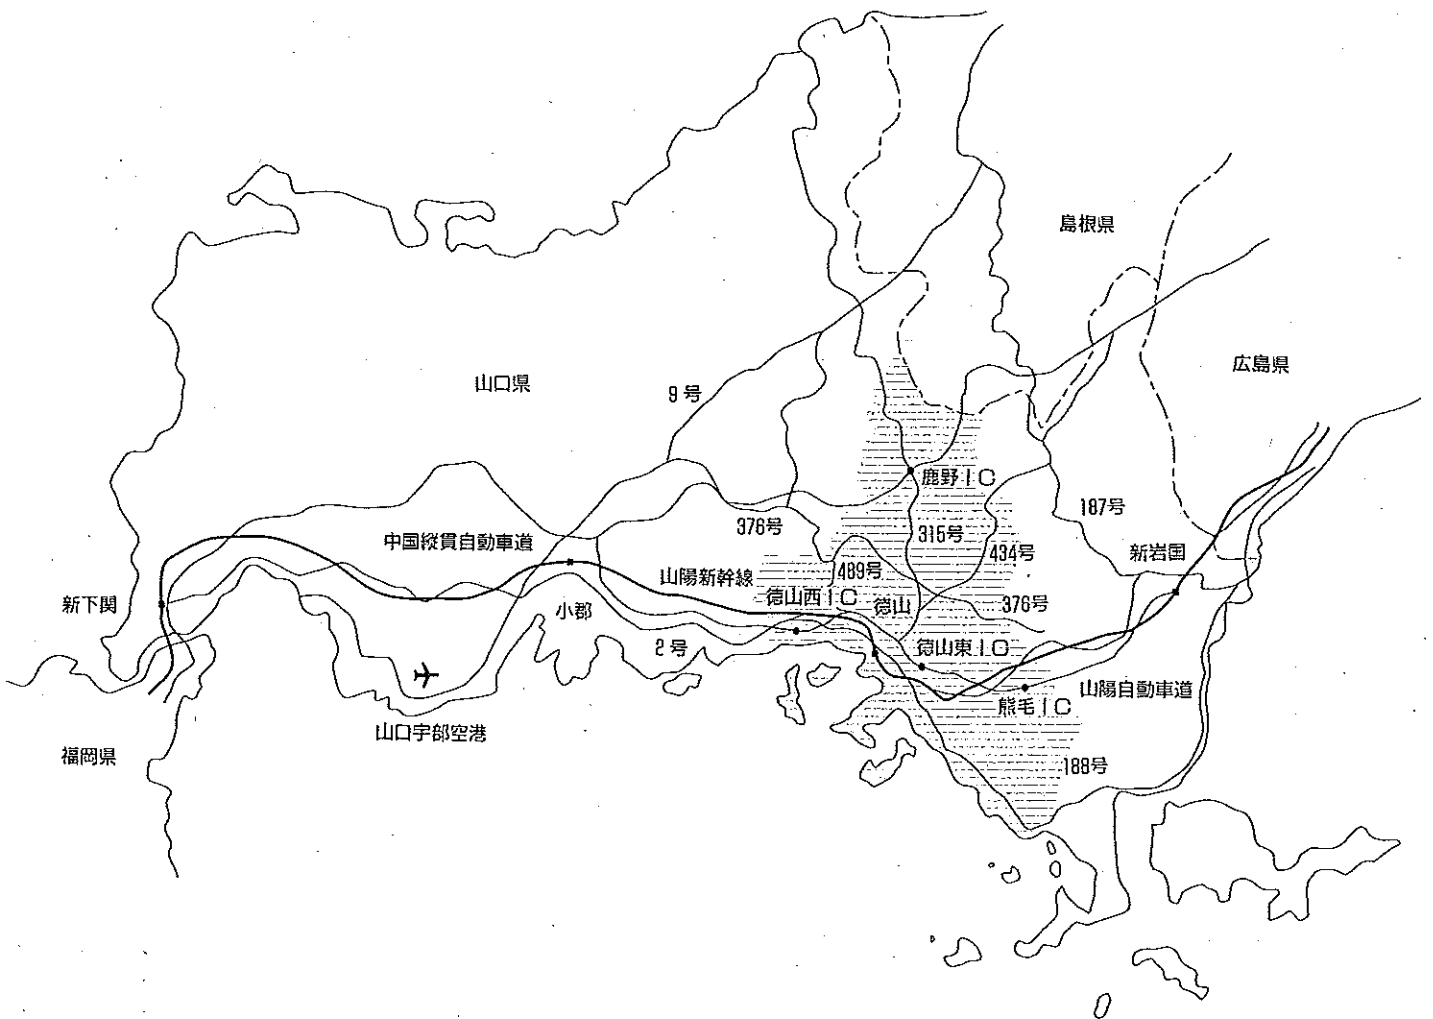 島根県
広島県
山口県
9号
鹿野IC
187号
376号
315号
434号
中国縦貫自動車道
新岩国
山陽新幹線
489号
新下関
小郡
徳山西IC
徳山
376号
2号
徳山東IC
山陽自動車道
熊毛IC
山口宇部空港
福岡県
188号